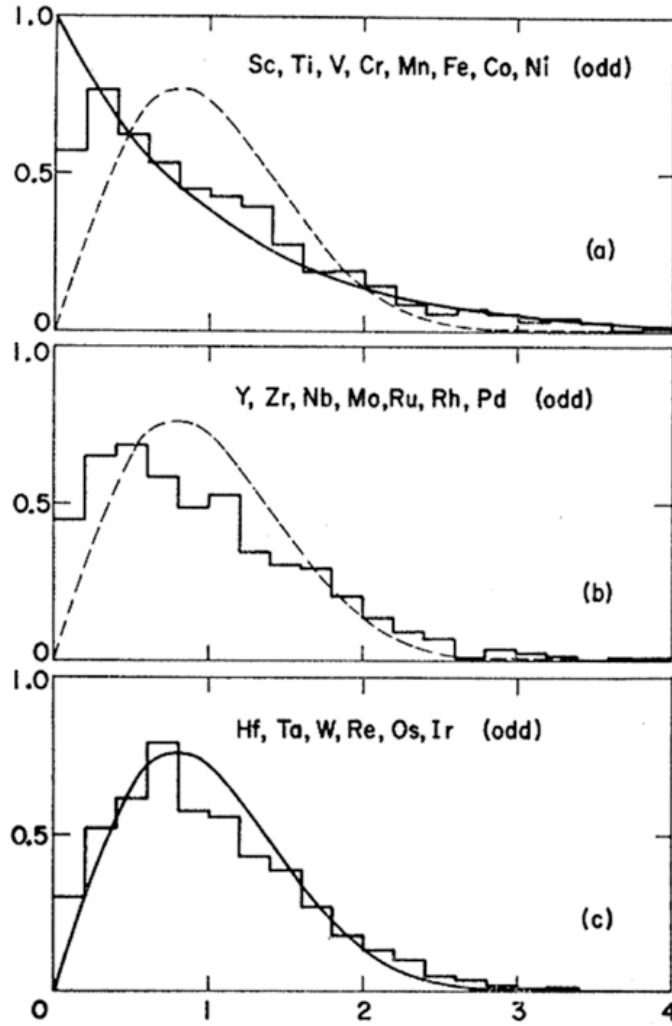 1.0
Sc, Ti, V, Cr, Mn, Fe, Co, Ni (odd)
0.5
(a)
0
1.0
Y, Zr, Nb, Mo, Ru, Rh, Pd (odd)
0.5
(b)
0
1.0
Hf, Ta, W, Re, Os, Ir (odd)
0.5
(c)
0 1 2 3 4